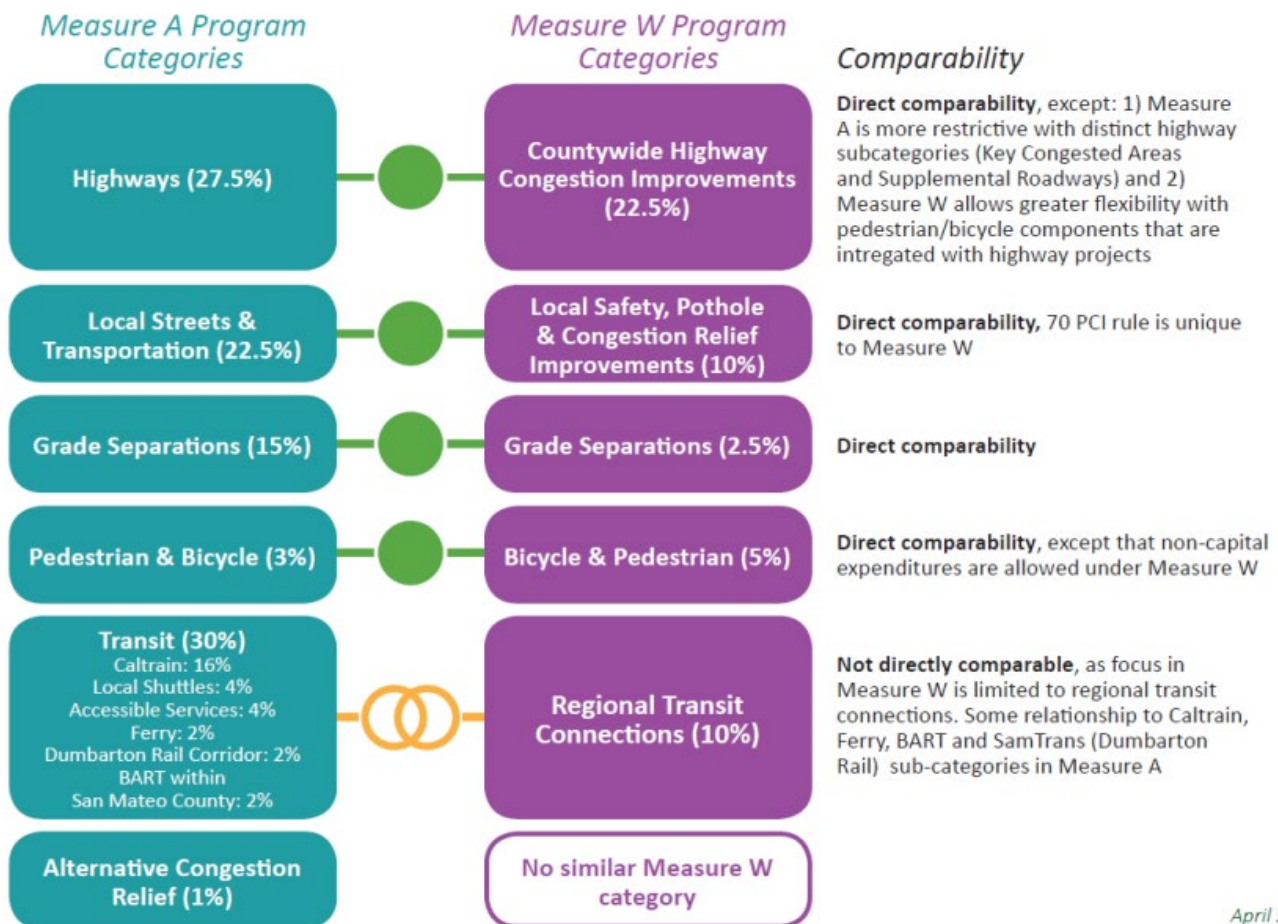 Measure A Program
Categories
Measure W Program
Categories
Comparability
Highways (27.5%)
Countywide Highway
Congestion Improvements
(22.5%)
Direct comparability, except: 1) Measure
A is more restrictive with distinct highway
subcategories (Key Congested Areas
and Supplemental Roadways) and 2)
Measure W allows greater flexibility with
pedestrian/bicycle components that are
intregated with highway projects
Local Streets &
Transportation (22.5%)
Local Safety, Pothole
& Congestion Relief
Improvements (10%)
Direct comparability, 70 PCI rule is unique
to Measure W
Grade Separations (15%)
Grade Separations (2.5%)
Direct comparability
Pedestrian & Bicycle (3%)
Bicycle & Pedestrian (5%)
Direct comparability, except that non-capital
expenditures are allowed under Measure W
Transit (30%)
Caltrain: 16%
Local Shuttles: 4%
Accessible Services: 4%
Ferry: 2%
Dumbarton Rail Corridor: 2%
BART within
San Mateo County: 2%
Regional Transit
Connections (10%)
Not directly comparable, as focus in
Measure W is limited to regional transit
connections. Some relationship to Caltrain,
Ferry, BART and SamTrans (Dumbarton
Rail) sub-categories in Measure A
Alternative Congestion
Relief (1%)
No similar Measure W
category
April